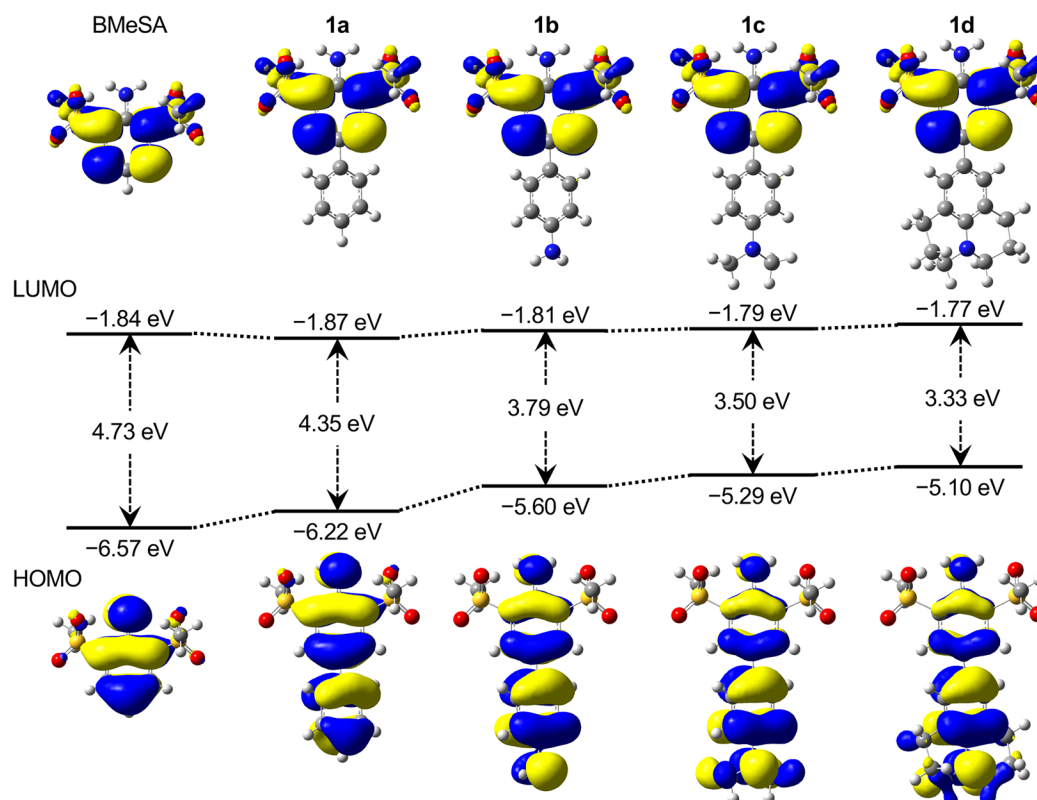 BMeSA 1a 1b 1c 1d
LUMO
−1.84 eV −1.87 eV −1.81 eV −1.79 eV −1.77 eV
4.73 eV 4.35 eV 3.79 eV 3.50 eV 3.33 eV
−6.57 eV −6.22 eV −5.60 eV −5.29 eV −5.10 eV
HOMO